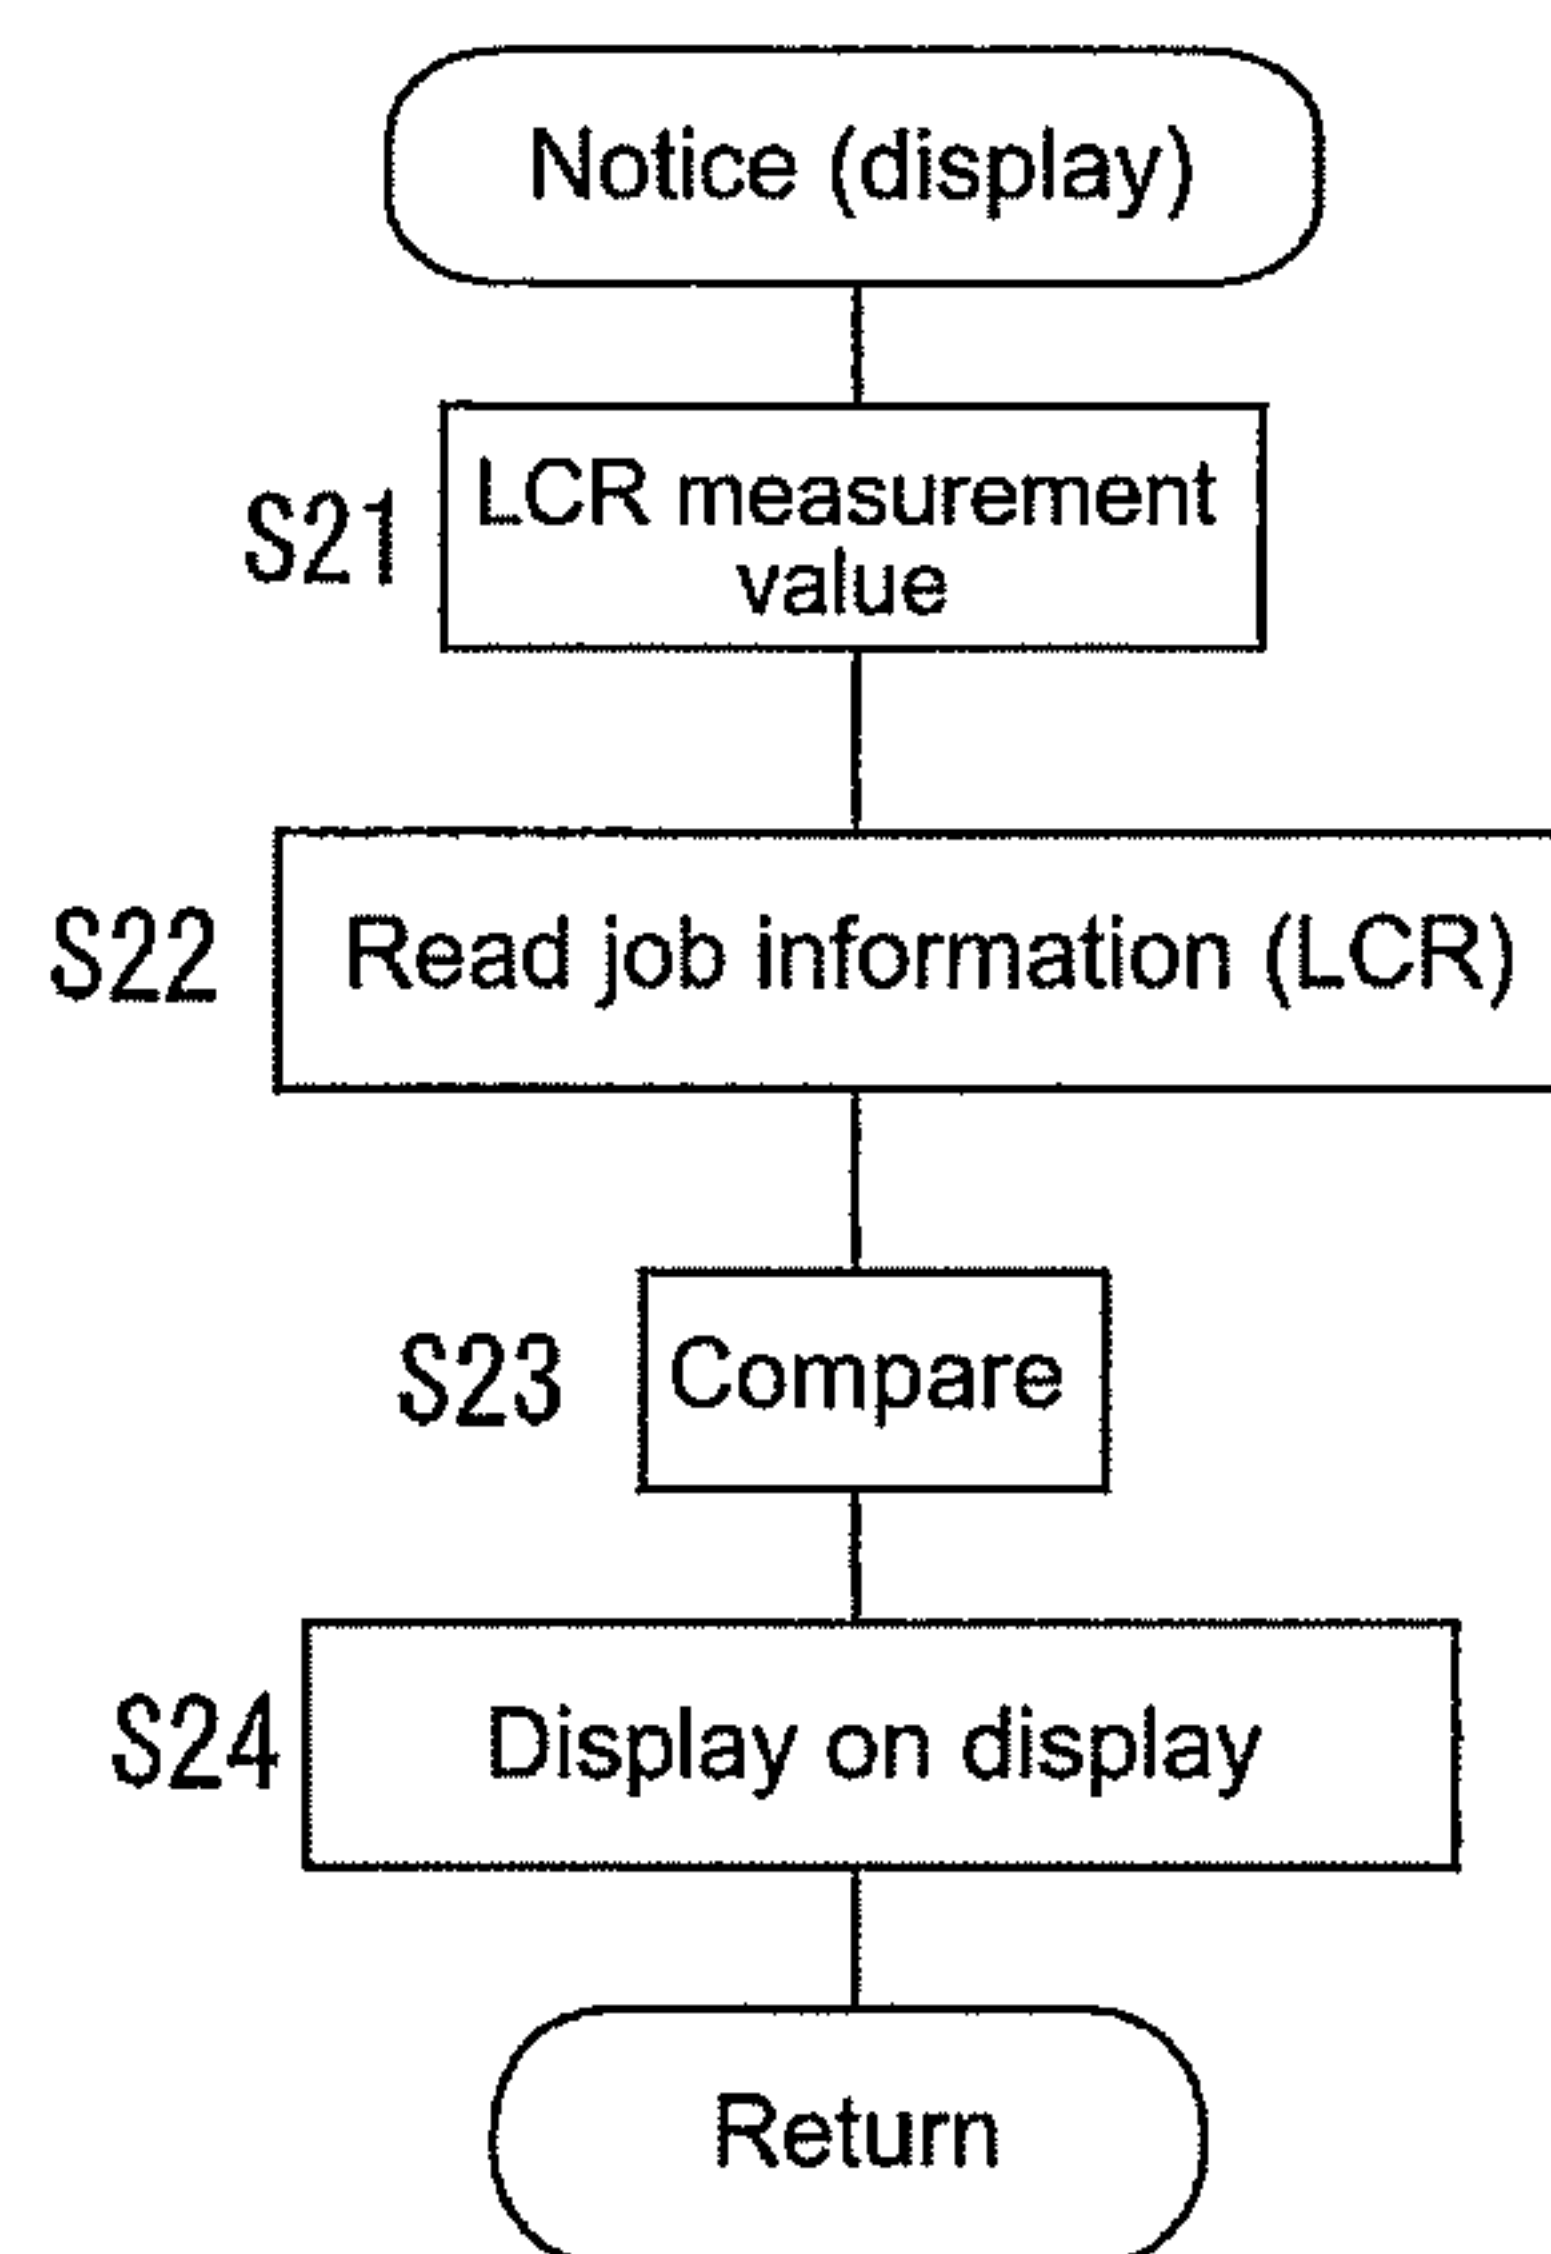 Notice (display)
S21
LCR measurement
value
S22
Read job information (LCR)
S23
Compare
S24
Display on display
Return